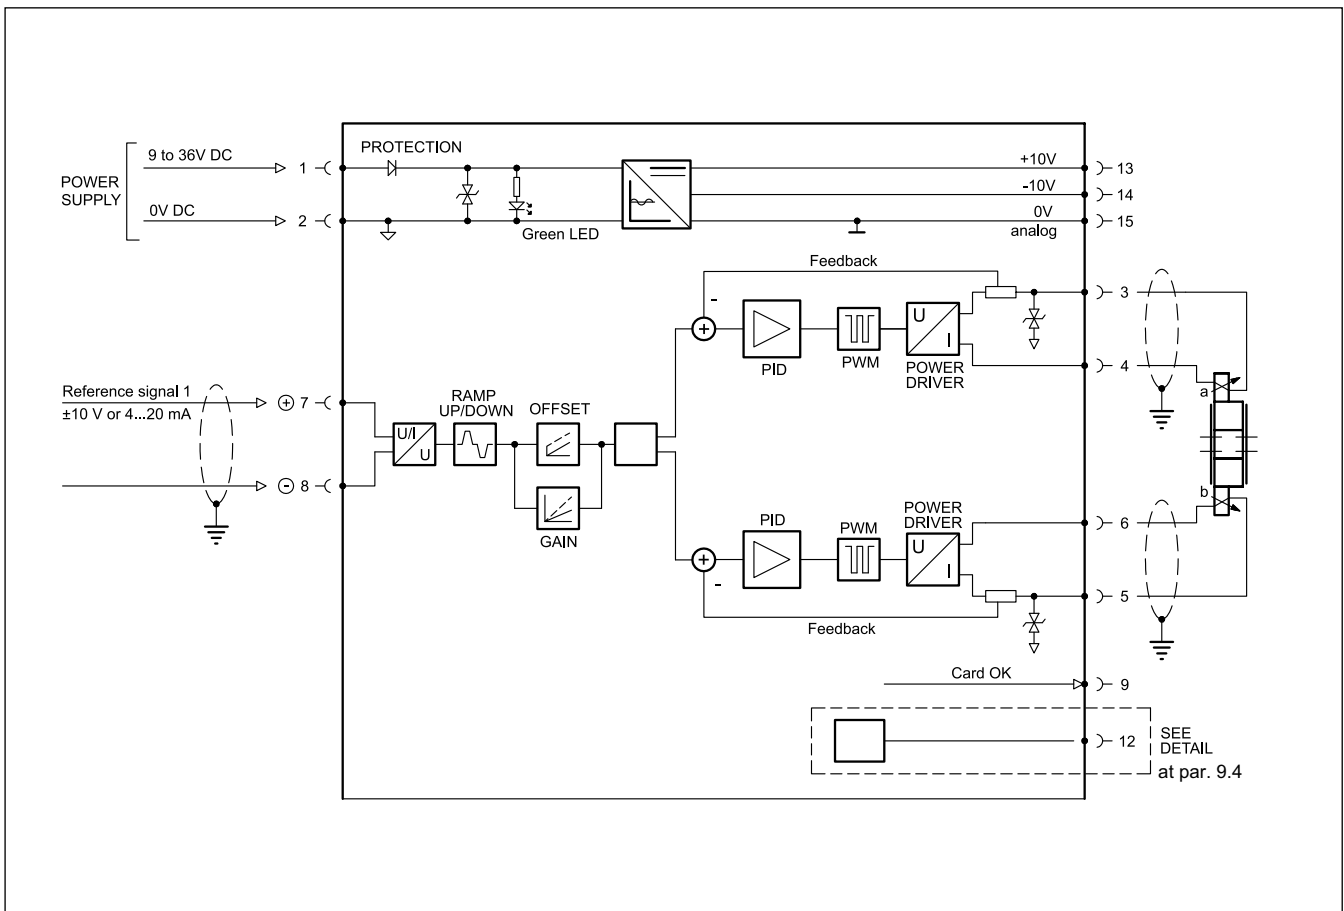 POWER
SUPPLY
9 to 36V DC
1
0V DC
2
PROTECTION
Green LED
+10V
13
-10V
14
0V
analog
15
Feedback
-
+
PID
PWM
U
I
POWER
DRIVER
3
4
a
Reference signal 1
±10 V or 4...20 mA
+ 7
- 8
U/I
U
RAMP
UP/DOWN
OFFSET
GAIN
+
-
PID
PWM
POWER
DRIVER
U
I
Feedback
6
5
b
Card OK
9
12
SEE
DETAIL
at par. 9.4